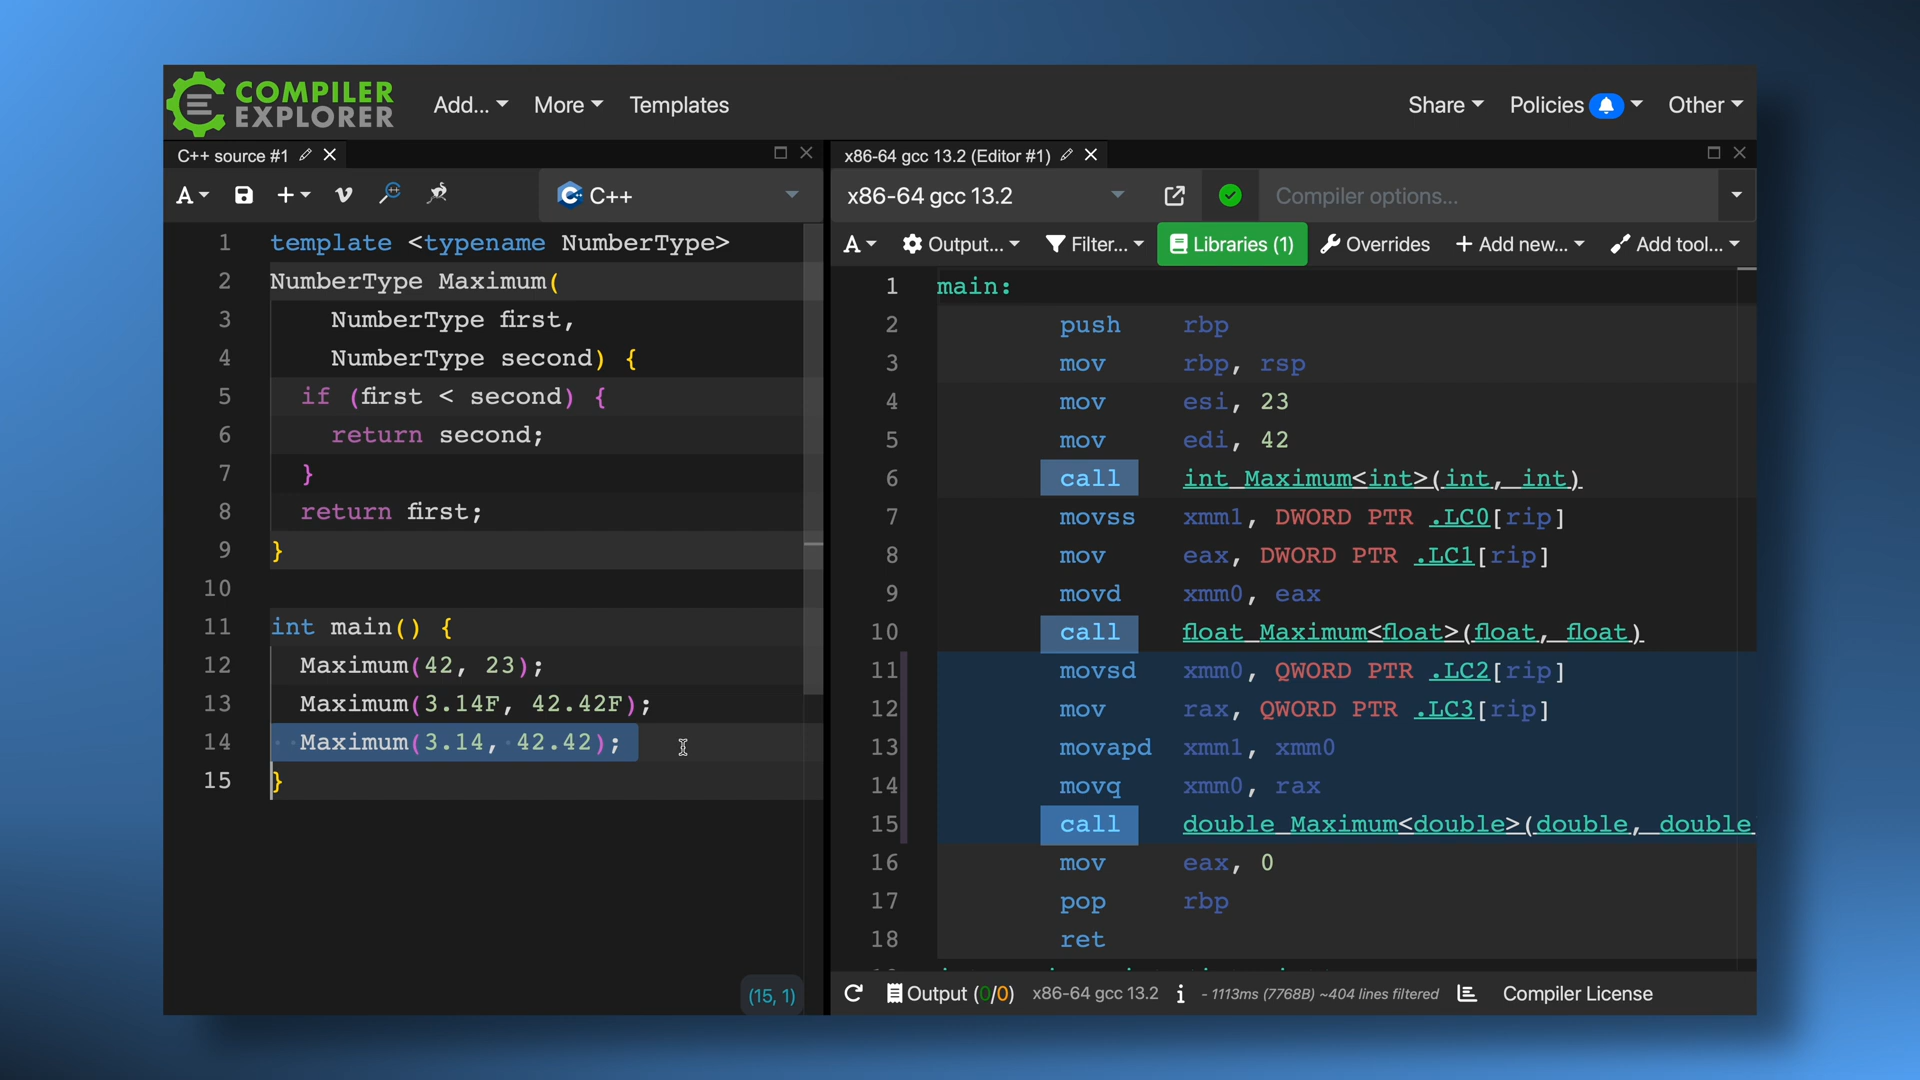 COMPILER
EXPLORER
Add... More Templates Share Policies Other
C++ source #1
A
C++
1 template <typename NumberType>
2 NumberType Maximum(
3 NumberType first,
4 NumberType second) {
5 if (first < second) {
6 return second;
7 }
8 return first;
9 }
10
11 int main() {
12 Maximum(42, 23);
13 Maximum(3.14F, 42.42F);
14 Maximum(3.14, 42.42);
15 }
(15, 1)
x86-64 gcc 13.2 (Editor #1)
x86-64 gcc 13.2 Compiler options...
A Output... Filter... Libraries (1) Overrides + Add new... Add tool...
1 main:
2 push rbp
3 mov rbp, rsp
4 mov esi, 23
5 mov edi, 42
6 call int Maximum<int>(int, int)
7 movss xmm1, DWORD PTR .LC0[rip]
8 mov eax, DWORD PTR .LC1[rip]
9 movd xmm0, eax
10 call float Maximum<float>(float, float)
11 movsd xmm0, QWORD PTR .LC2[rip]
12 mov rax, QWORD PTR .LC3[rip]
13 movapd xmm1, xmm0
14 movq xmm0, rax
15 call double Maximum<double>(double, double
16 mov eax, 0
17 pop rbp
18 ret
Output (0/0) x86-64 gcc 13.2 i - 1113ms (7768B) ~404 lines filtered Compiler License